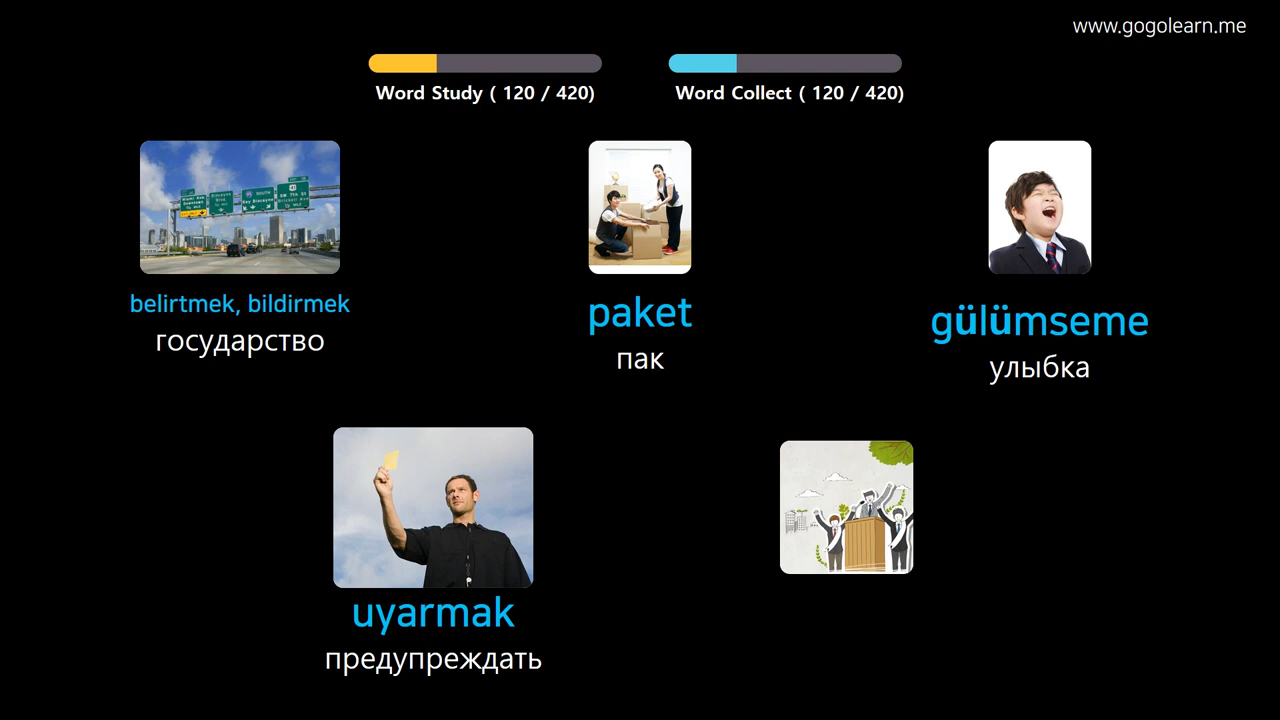 www.gogolearn.me
Word Study ( 120 / 420)
Word Collect ( 120 / 420)
belirtmek, bildirmek
государство
paket
пак
gülümseme
улыбка
uyarmak
предупреждать